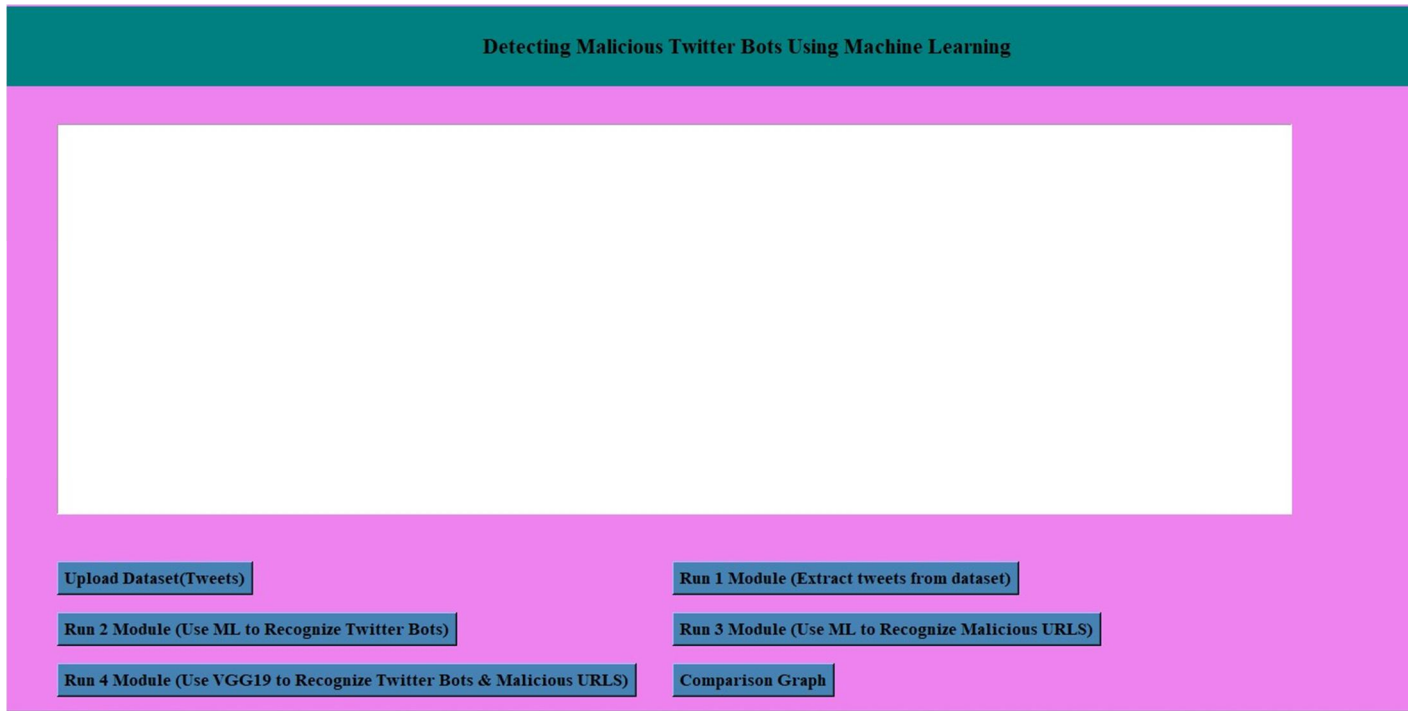 Detecting Malicious Twitter Bots Using Machine Learning
Upload Dataset(Tweets)
Run 1 Module (Extract tweets from dataset)
Run 2 Module (Use ML to Recognize Twitter Bots)
Run 3 Module (Use ML to Recognize Malicious URLS)
Run 4 Module (Use VGG19 to Recognize Twitter Bots & Malicious URLS)
Comparison Graph